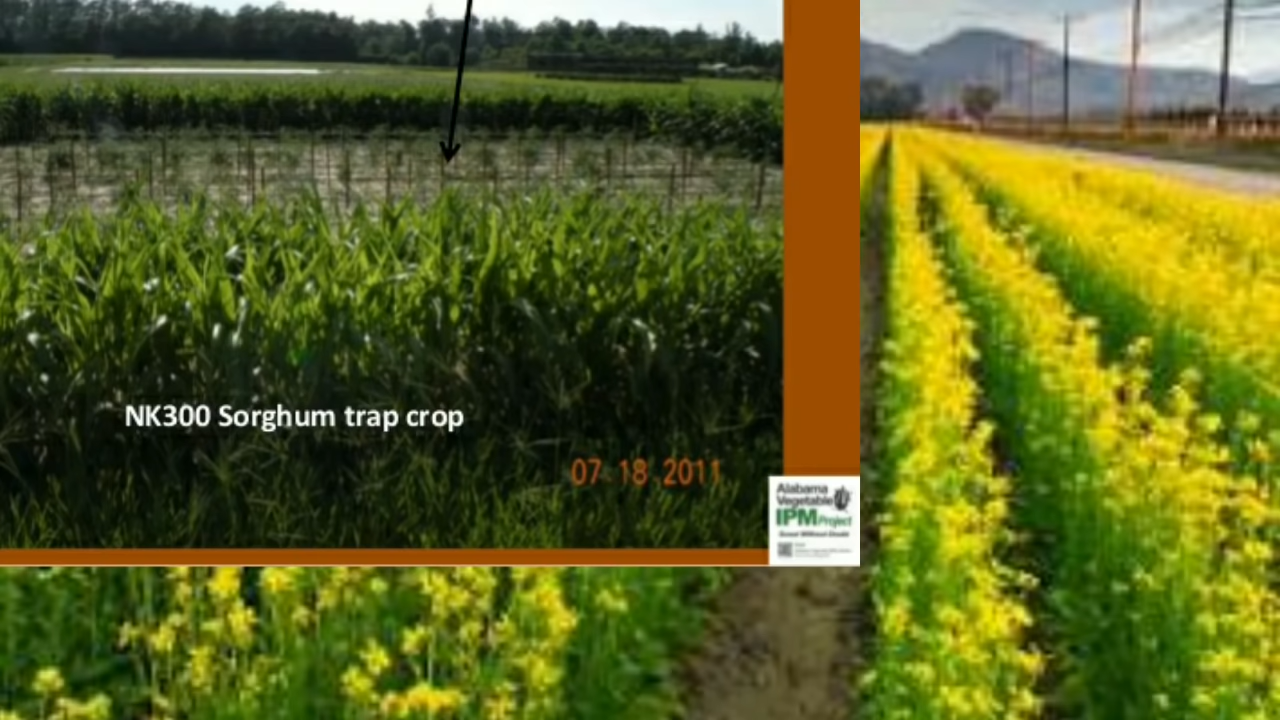 NK300 Sorghum trap crop
07 18 2011
Alabama
Vegetable
IPM Project